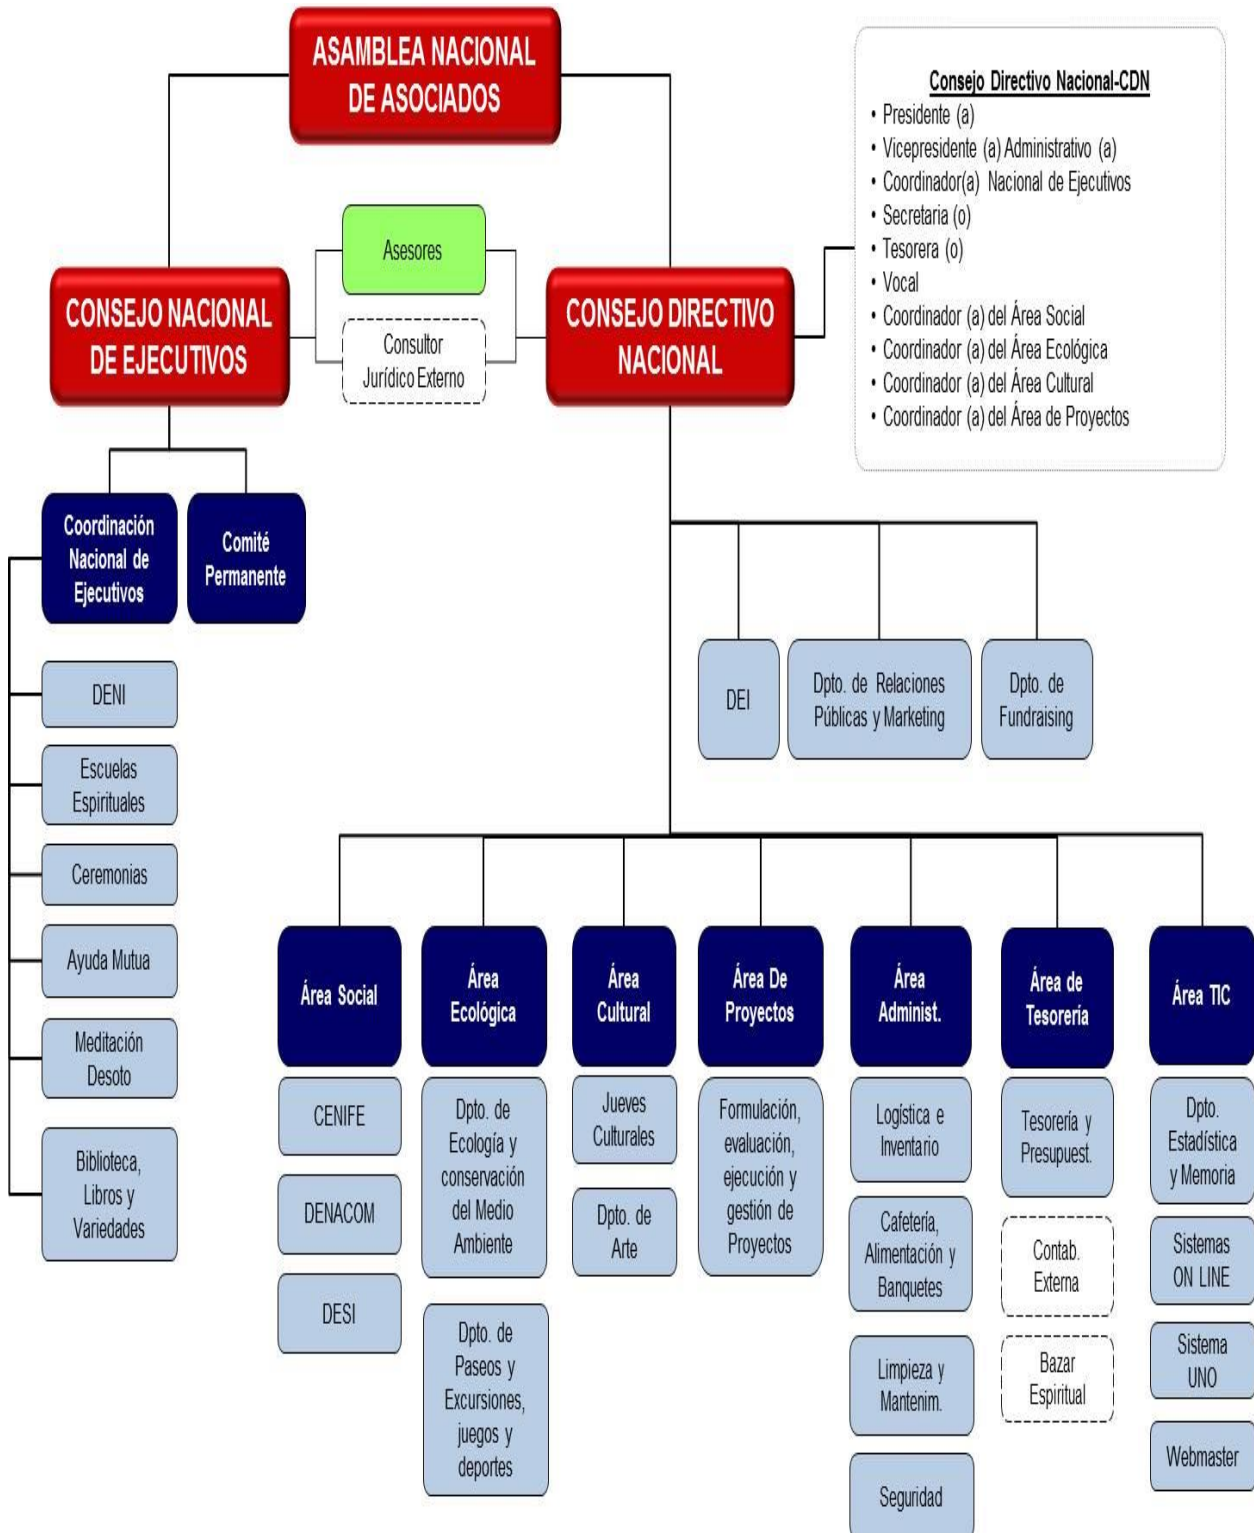 ASAMBLEA NACIONAL
DE ASOCIADOS
Consejo Directivo Nacional-CDN
• Presidente (a)
• Vicepresidente (a) Administrativo (a)
• Coordinador(a) Nacional de Ejecutivos
• Secretaria (o)
• Tesorera (o)
• Vocal
• Coordinador (a) del Área Social
• Coordinador (a) del Área Ecológica
• Coordinador (a) del Área Cultural
• Coordinador (a) del Área de Proyectos
Asesores
Consultor
Jurídico Externo
CONSEJO NACIONAL
DE EJECUTIVOS
CONSEJO DIRECTIVO
NACIONAL
Coordinación
Nacional de
Ejecutivos
Comité
Permanente
DENI
Escuelas
Espirituales
Ceremonias
Ayuda Mutua
Meditación
Desoto
Biblioteca,
Libros y
Variedades
DEI
Dpto. de Relaciones
Públicas y Marketing
Dpto. de
Fundraising
Área Social
CENIFE
DENACOM
DESI
Área
Ecológica
Dpto. de
Ecología y
conservación
del Medio
Ambiente
Dpto. de
Paseos y
Excursiones,
juegos y
deportes
Área
Cultural
Jueves
Culturales
Dpto. de
Arte
Área De
Proyectos
Formulación,
evaluación,
ejecución y
gestión de
Proyectos
Área
Administ.
Logística e
Inventario
Cafetería,
Alimentación y
Banquetes
Limpieza y
Mantenim.
Seguridad
Área de
Tesorería
Tesorería y
Presupuest.
Contab.
Externa
Bazar
Espiritual
Área TIC
Dpto.
Estadística
y Memoria
Sistemas
ON LINE
Sistema
UNO
Webmaster